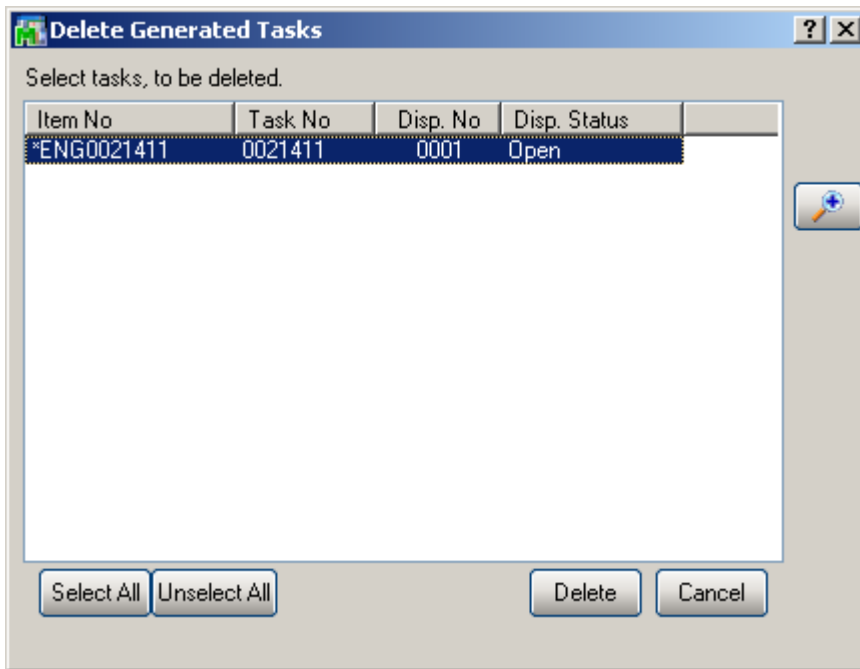 Delete Generated Tasks
Select tasks, to be deleted.
Item No Task No Disp. No Disp. Status
*ENG0021411 0021411 0001 Open
Select All Unselect All Delete Cancel